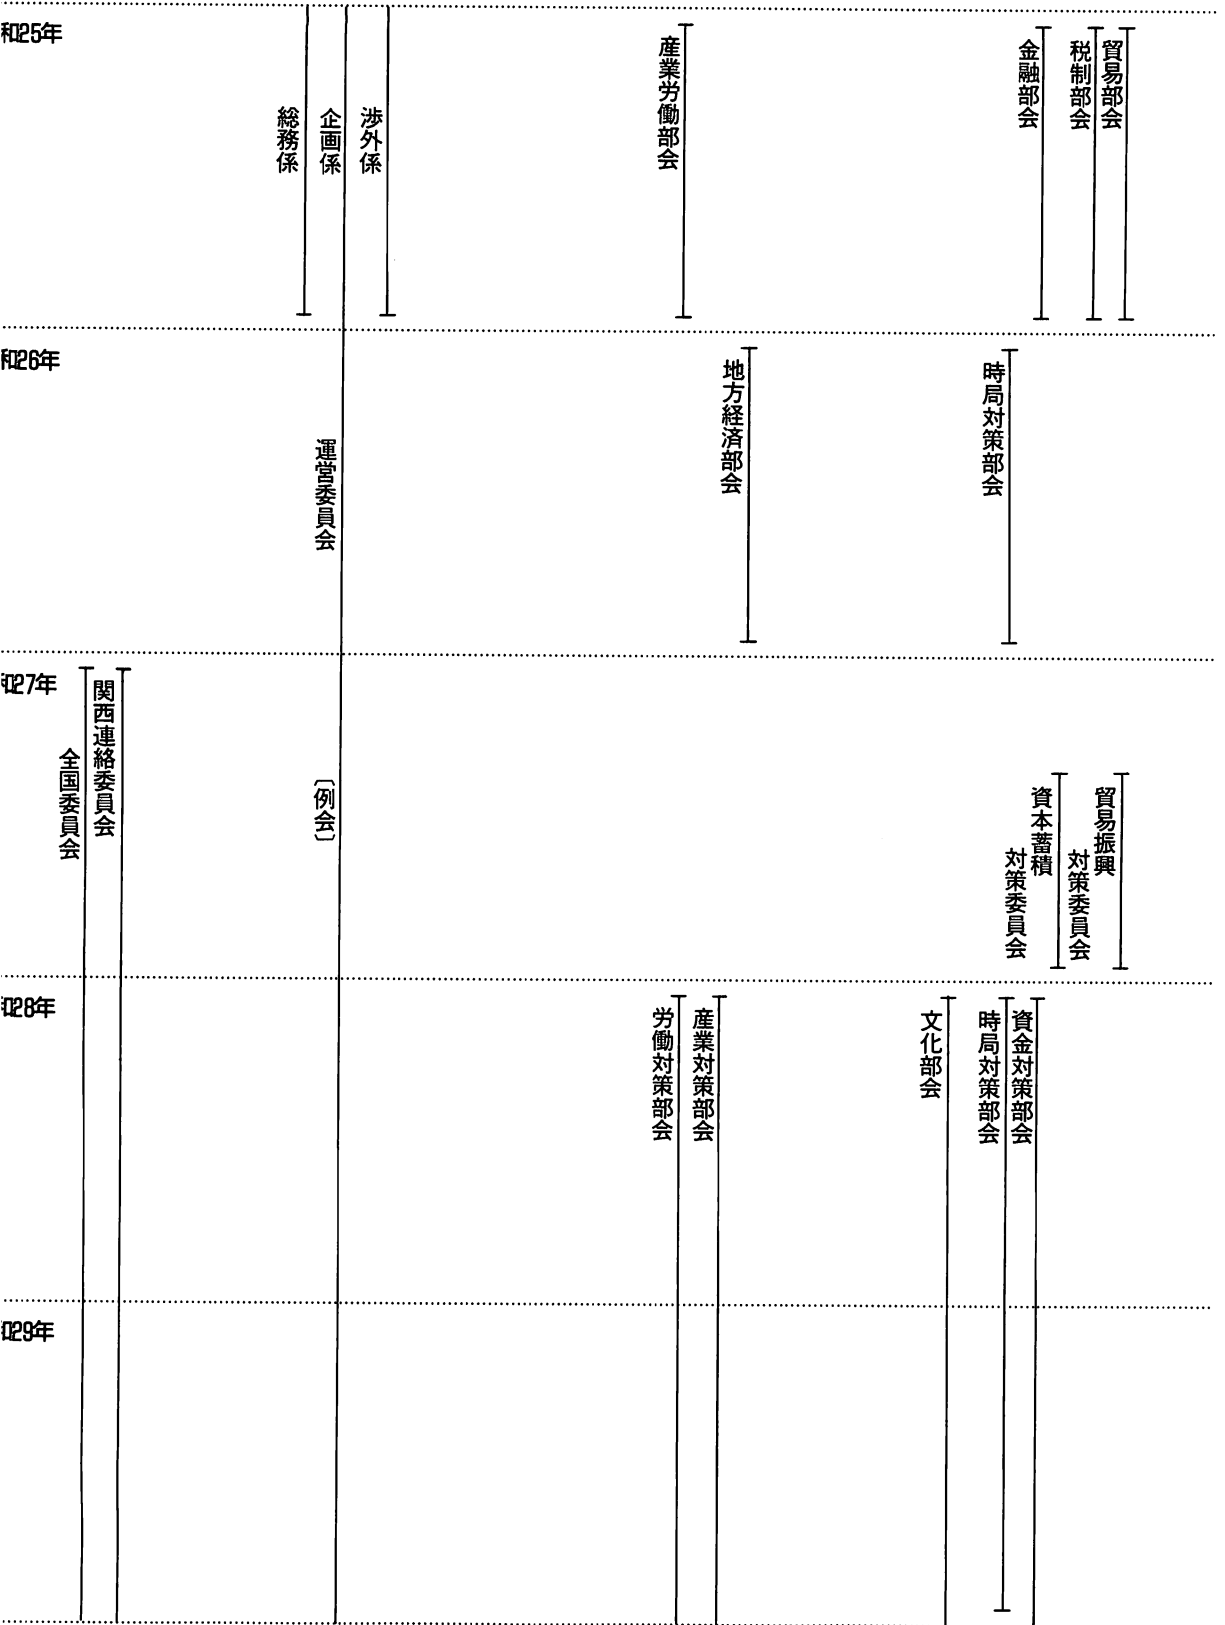 和25年
総務係
企画係
渉外係
産業労働部会
金融部会
税制部会
貿易部会
和26年
運営委員会
地方経済部会
時局対策部会
和27年
全国委員会
関西連絡委員会
〔例会〕
資本蓄積
対策委員会
貿易振興
対策委員会
和28年
労働対策部会
産業対策部会
文化部会
時局対策部会
資金対策部会
和29年